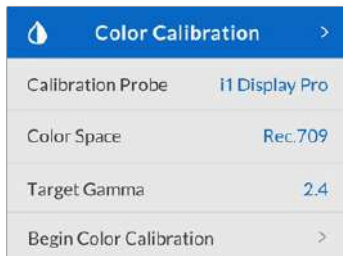 Color Calibration >
Calibration Probe i1 Display Pro
Color Space Rec.709
Target Gamma 2.4
Begin Color Calibration >